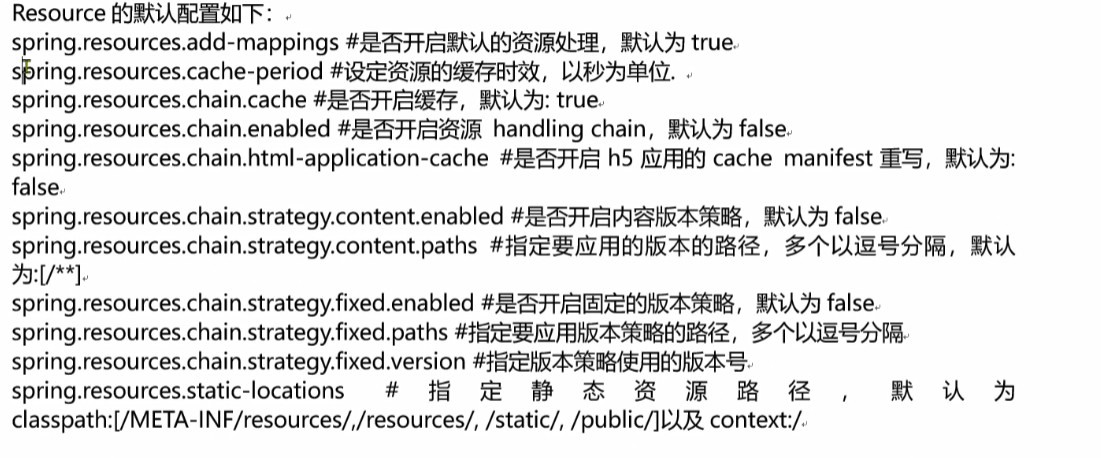 Resource 的默认配置如下：
spring.resources.add-mappings #是否开启默认的资源处理，默认为 true
spring.resources.cache-period #设定资源的缓存时效，以秒为单位.
spring.resources.chain.cache #是否开启缓存，默认为: true
spring.resources.chain.enabled #是否开启资源 handling chain，默认为 false
spring.resources.chain.html-application-cache #是否开启 h5 应用的 cache manifest 重写，默认为:
false
spring.resources.chain.strategy.content.enabled #是否开启内容版本策略，默认为 false
spring.resources.chain.strategy.content.paths #指定要应用的版本的路径，多个以逗号分隔，默认
为:[/**]
spring.resources.chain.strategy.fixed.enabled #是否开启固定的版本策略，默认为 false
spring.resources.chain.strategy.fixed.paths #指定要应用版本策略的路径，多个以逗号分隔
spring.resources.chain.strategy.fixed.version #指定版本策略使用的版本号
spring.resources.static-locations # 指定静态资源路径，默认为
classpath:[/META-INF/resources/,/resources/, /static/, /public/]以及 context:/